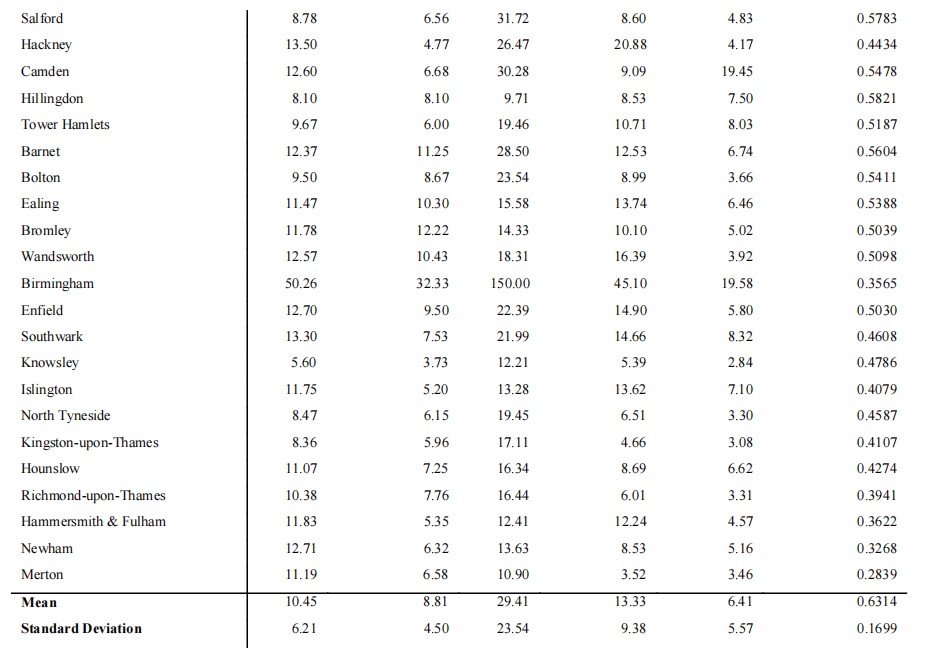 Salford 8.78 6.56 31.72 8.60 4.83 0.5783
Hackney 13.50 4.77 26.47 20.88 4.17 0.4434
Camden 12.60 6.68 30.28 9.09 19.45 0.5478
Hillingdon 8.10 8.10 9.71 8.53 7.50 0.5821
Tower Hamlets 9.67 6.00 19.46 10.71 8.03 0.5187
Barnet 12.37 11.25 28.50 12.53 6.74 0.5604
Bolton 9.50 8.67 23.54 8.99 3.66 0.5411
Ealing 11.47 10.30 15.58 13.74 6.46 0.5388
Bromley 11.78 12.22 14.33 10.10 5.02 0.5039
Wandsworth 12.57 10.43 18.31 16.39 3.92 0.5098
Birmingham 50.26 32.33 150.00 45.10 19.58 0.3565
Enfield 12.70 9.50 22.39 14.90 5.80 0.5030
Southwark 13.30 7.53 21.99 14.66 8.32 0.4608
Knowsley 5.60 3.73 12.21 5.39 2.84 0.4786
Islington 11.75 5.20 13.28 13.62 7.10 0.4079
North Tyneside 8.47 6.15 19.45 6.51 3.30 0.4587
Kingston-upon-Thames 8.36 5.96 17.11 4.66 3.08 0.4107
Hounslow 11.07 7.25 16.34 8.69 6.62 0.4274
Richmond-upon-Thames 10.38 7.76 16.44 6.01 3.31 0.3941
Hammersmith & Fulham 11.83 5.35 12.41 12.24 4.57 0.3622
Newham 12.71 6.32 13.63 8.53 5.16 0.3268
Merton 11.19 6.58 10.90 3.52 3.46 0.2839
Mean 10.45 8.81 29.41 13.33 6.41 0.6314
Standard Deviation 6.21 4.50 23.54 9.38 5.57 0.1699